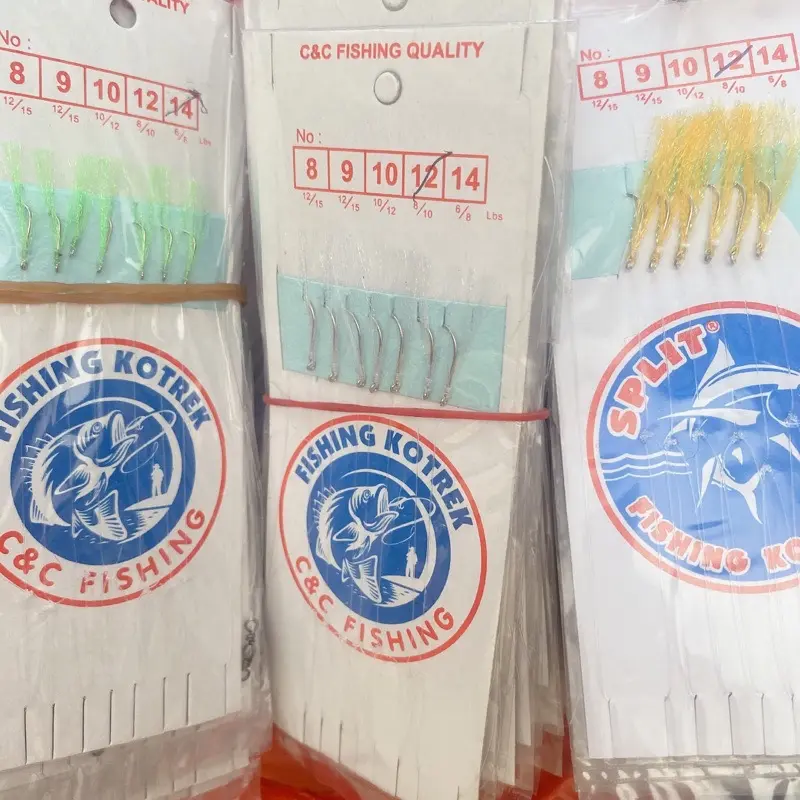 ALITY
No :
8 9 10 12 14
12/15 12/15 10/12 8/10 6/8 Lbs
FISHING KOTREK
C&C FISHING
C&C FISHING QUALITY
No :
8 9 10 12 14
12/15 12/15 10/12 8/10 6/8 Lbs
FISHING KOTREK
C&C FISHING
No :
8 9 10 12 14
12/15 12/15 10/12 8/10 6/8
SPLIT®
FISHING KO